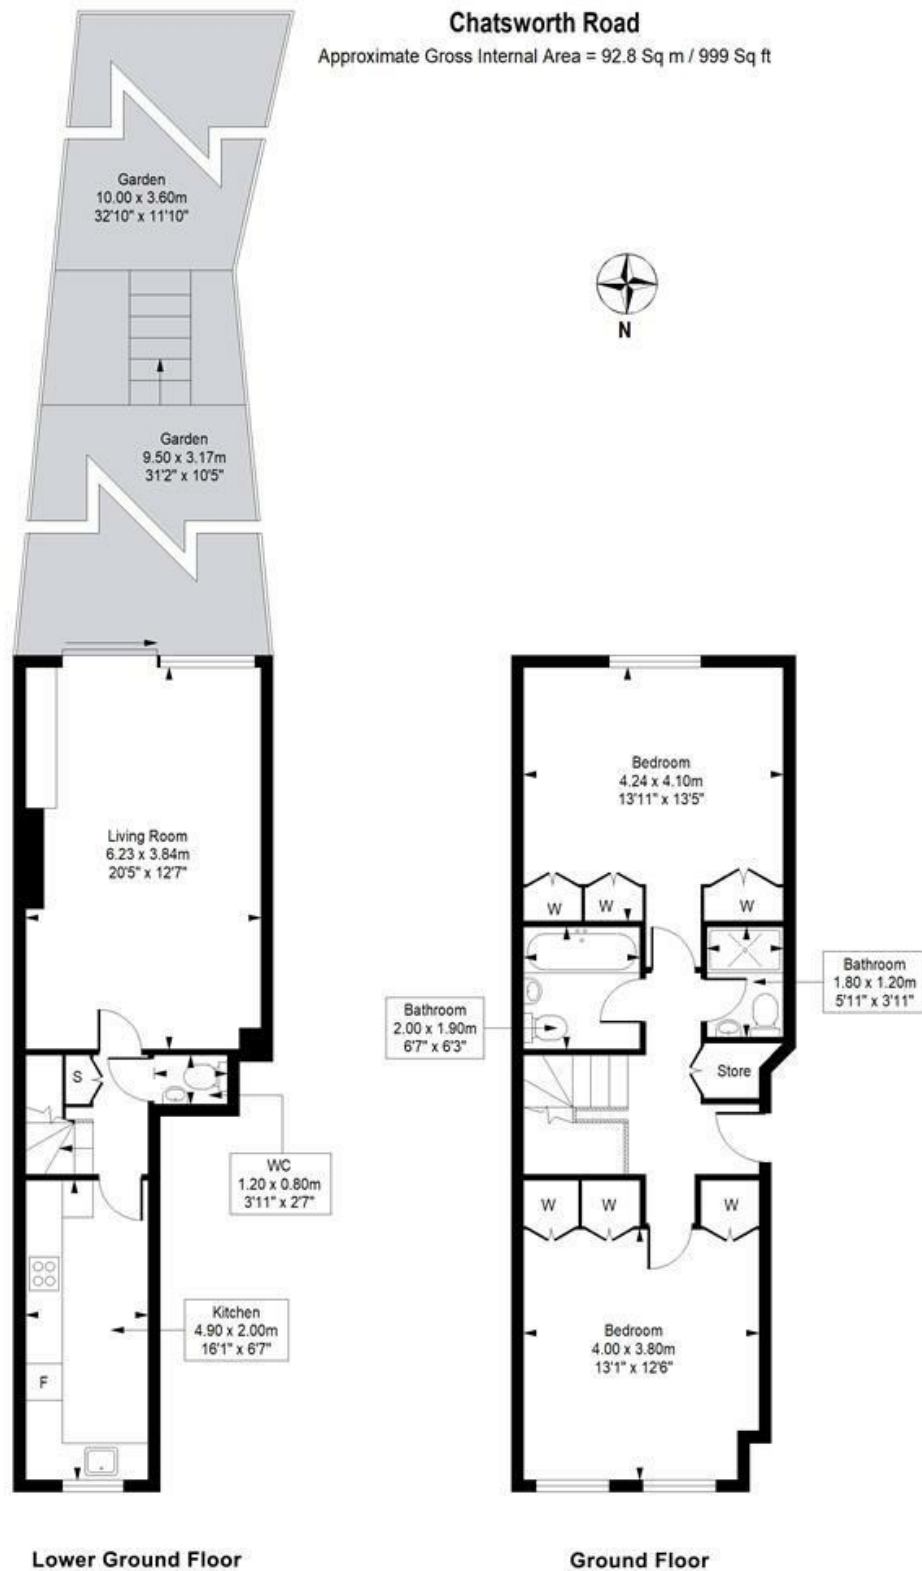 Chatsworth Road
Approximate Gross Internal Area = 92.8 Sq m / 999 Sq ft
Garden
10.00 x 3.60m
32'10" x 11'10"
N
Garden
9.50 x 3.17m
31'2" x 10'5"
Living Room
6.23 x 3.84m
20'5" x 12'7"
S
WC
1.20 x 0.80m
3'11" x 2'7"
Kitchen
4.90 x 2.00m
16'1" x 6'7"
F
Lower Ground Floor
Bedroom
4.24 x 4.10m
13'11" x 13'5"
W
W
W
Bathroom
2.00 x 1.90m
6'7" x 6'3"
Bathroom
1.80 x 1.20m
5'11" x 3'11"
Store
W
W
W
Bedroom
4.00 x 3.80m
13'1" x 12'6"
Ground Floor